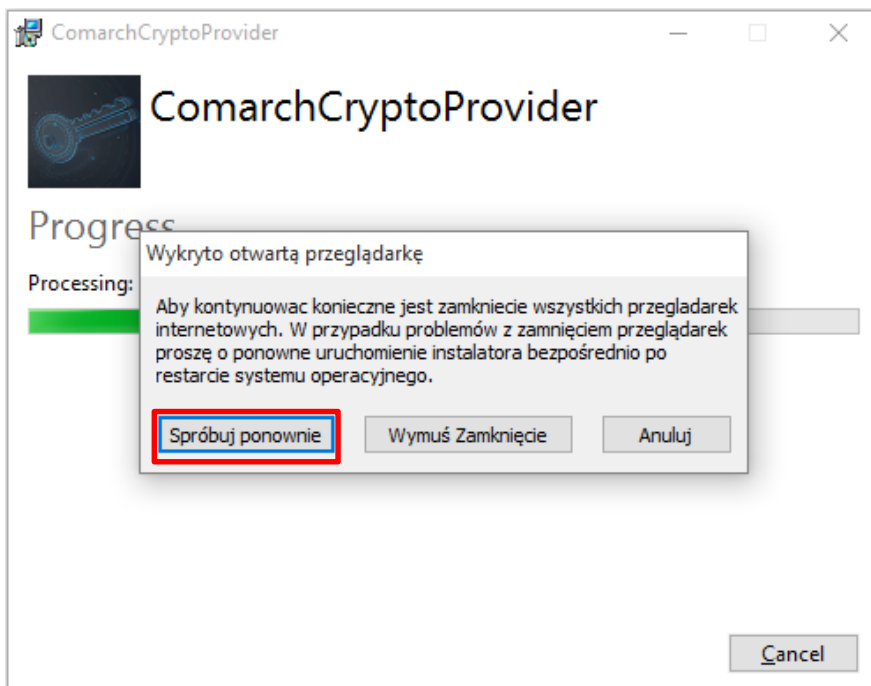 ComarchCryptoProvider
ComarchCryptoProvider
Progress
Wykryto otwartą przeglądarkę
Processing:
Aby kontynuowac konieczne jest zamkniecie wszystkich przegladarek
internetowych. W przypadku problemów z zamnięciem przeglądarek
proszę o ponowne uruchomienie instalatora bezpośrednio po
restarcie systemu operacyjnego.
Spróbuj ponownie Wymuś Zamknięcie Anuluj
Cancel